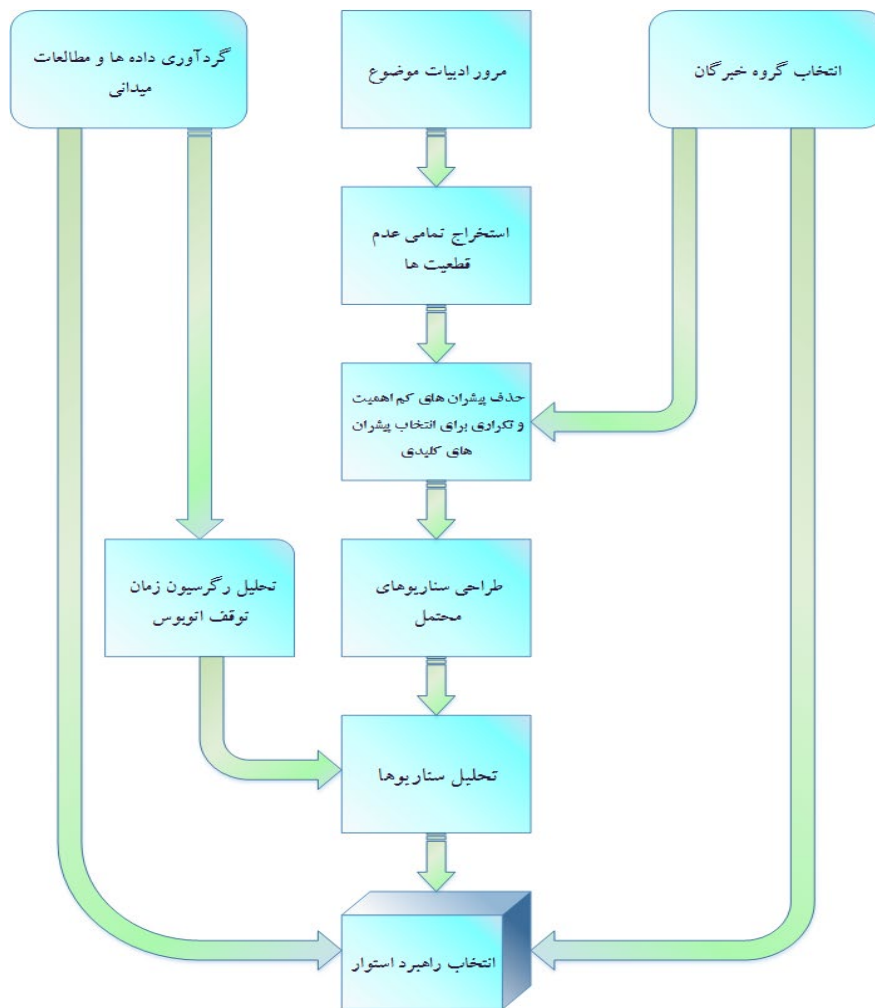 انتخاب گروه خبرگان
مرور ادبیات موضوع
گردآوری داده ها و مطالعات
میدانی
استخراج تمامی عدم
قطعیت ها
حذف پیشران های کم اهمیت
و تکراری برای انتخاب پیشران
های کلیدی
طراحی سناریوهای
محتمل
تحلیل رگرسیون زمان
توقف اتوبوس
تحلیل سناریوها
انتخاب راهبرد استوار